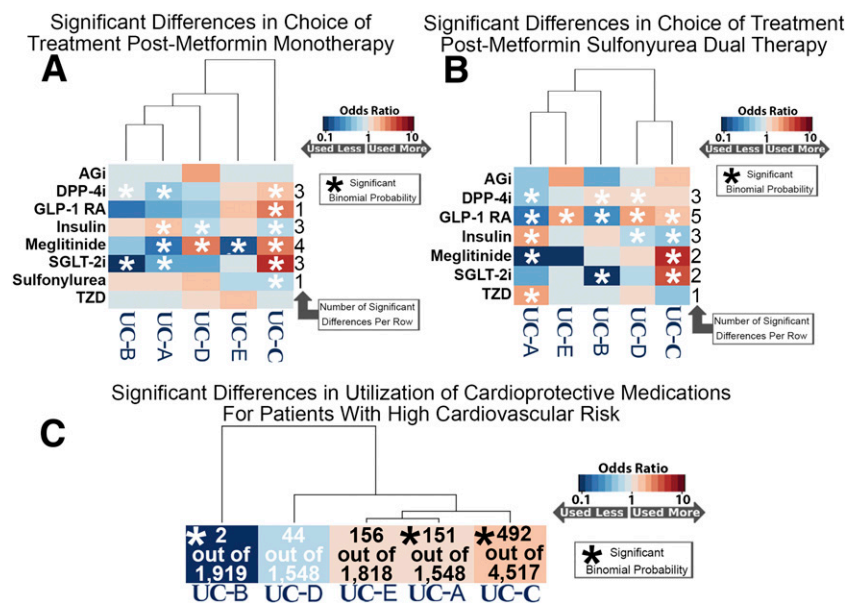 Significant Differences in Choice of
Treatment Post-Metformin Monotherapy
A
Odds Ratio
0.1 1 10
Used Less Used More
* Significant
Binomial Probability
AGi
DPP-4i * * * 3
GLP-1 RA * 1
Insulin * * * 3
Meglitinide * * * * 4
SGLT-2i * * * 3
Sulfonylurea * 1
TZD
UC-B UC-A UC-D UC-E UC-C
Number of Significant
Differences Per Row
Significant Differences in Choice of Treatment
Post-Metformin Sulfonyurea Dual Therapy
B
Odds Ratio
0.1 1 10
Used Less Used More
* Significant
Binomial Probability
AGi
DPP-4i * * * 3
GLP-1 RA * * * * * 5
Insulin * * * 3
Meglitinide * * 2
SGLT-2i * * 2
TZD * 1
UC-A UC-E UC-B UC-D UC-C
Number of Significant
Differences Per Row
Significant Differences in Utilization of Cardioprotective Medications
For Patients With High Cardiovascular Risk
C
Odds Ratio
0.1 1 10
Used Less Used More
* Significant
Binomial Probability
* 2 44 156 * 151 * 492
out of out of out of out of out of
1,919 1,548 1,818 1,548 4,517
UC-B UC-D UC-E UC-A UC-C